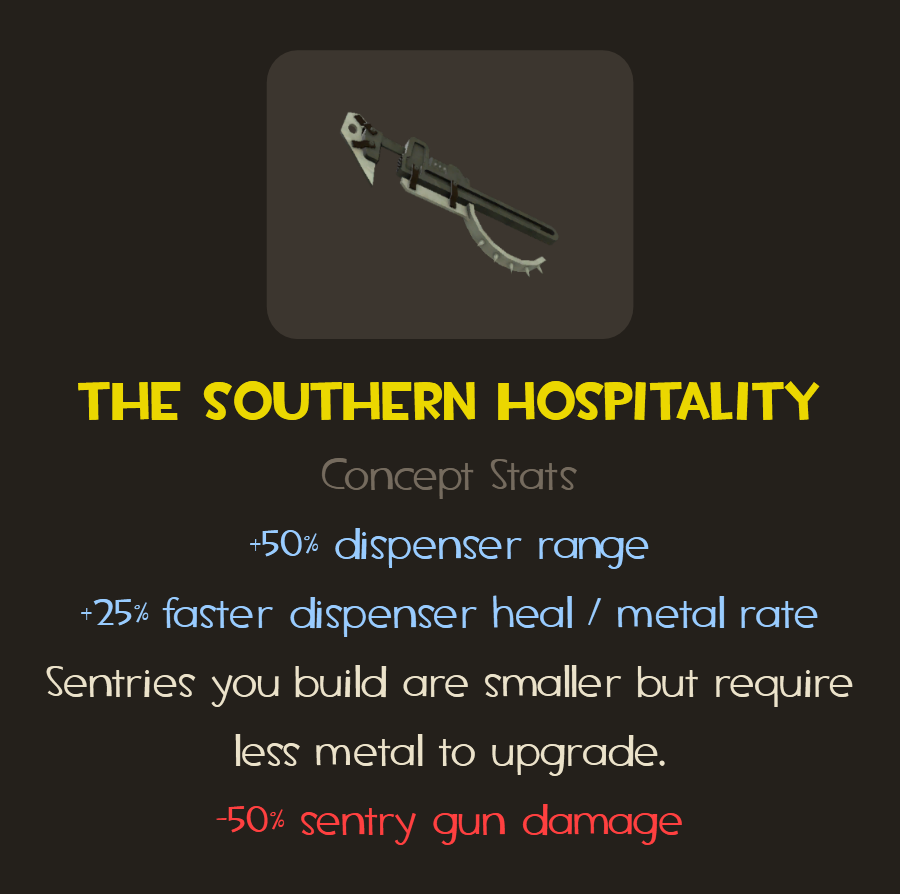 THE SOUTHERN HOSPITALITY
Concept Stats
+50% dispenser range
+25% faster dispenser heal / metal rate
Sentries you build are smaller but require
less metal to upgrade.
-50% sentry gun damage